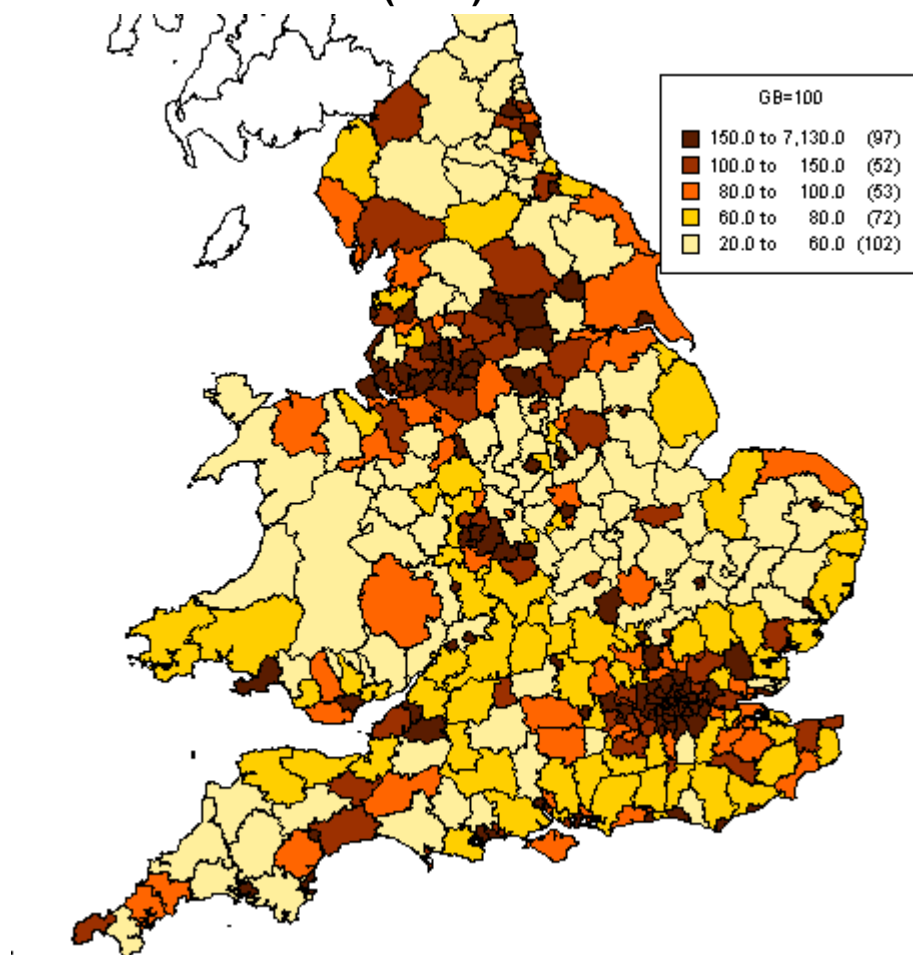 GB=100
150.0 to 7,130.0 (97)
100.0 to 150.0 (52)
80.0 to 100.0 (53)
60.0 to 80.0 (72)
20.0 to 60.0 (102)